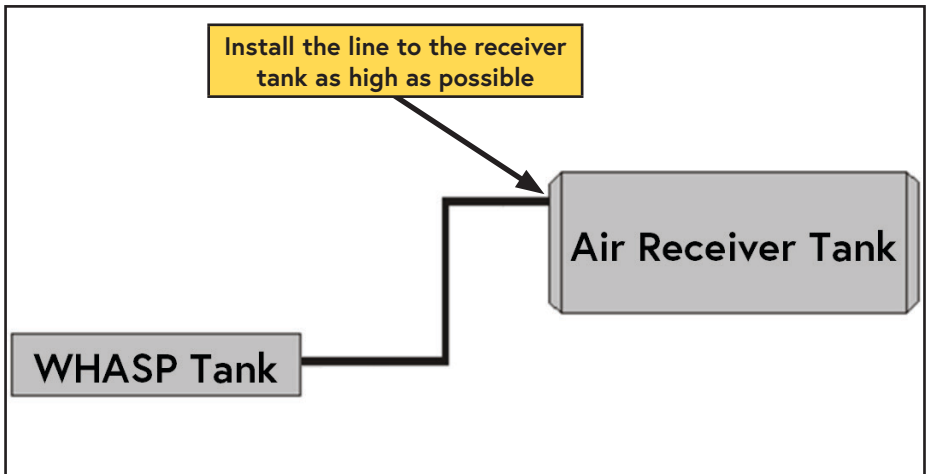 Install the line to the receiver
tank as high as possible
Air Receiver Tank
WHASP Tank